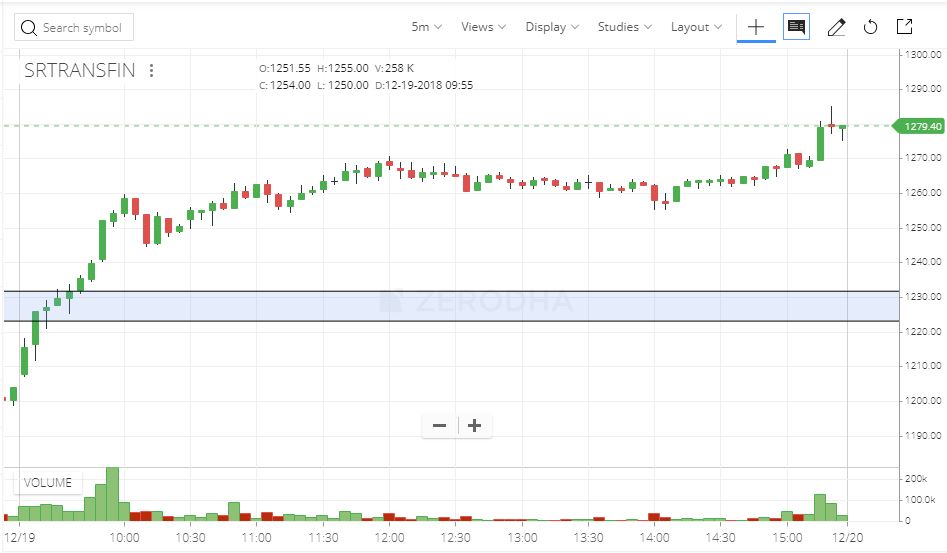 Search symbol 5m Views Display Studies Layout
SRTRANSFIN
O:1251.55 H:1255.00 V:258 K
C:1254.00 L: 1250.00 D:12-19-2018 09:55
1300.00
1290.00
1279.40
1270.00
1260.00
1250.00
1240.00
1230.00
ZERODHA
1220.00
1210.00
1200.00
1190.00
VOLUME
200k
100.0k
0
12/19 10:00 10:30 11:00 11:30 12:00 12:30 13:00 13:30 14:00 14:30 15:00 12/20